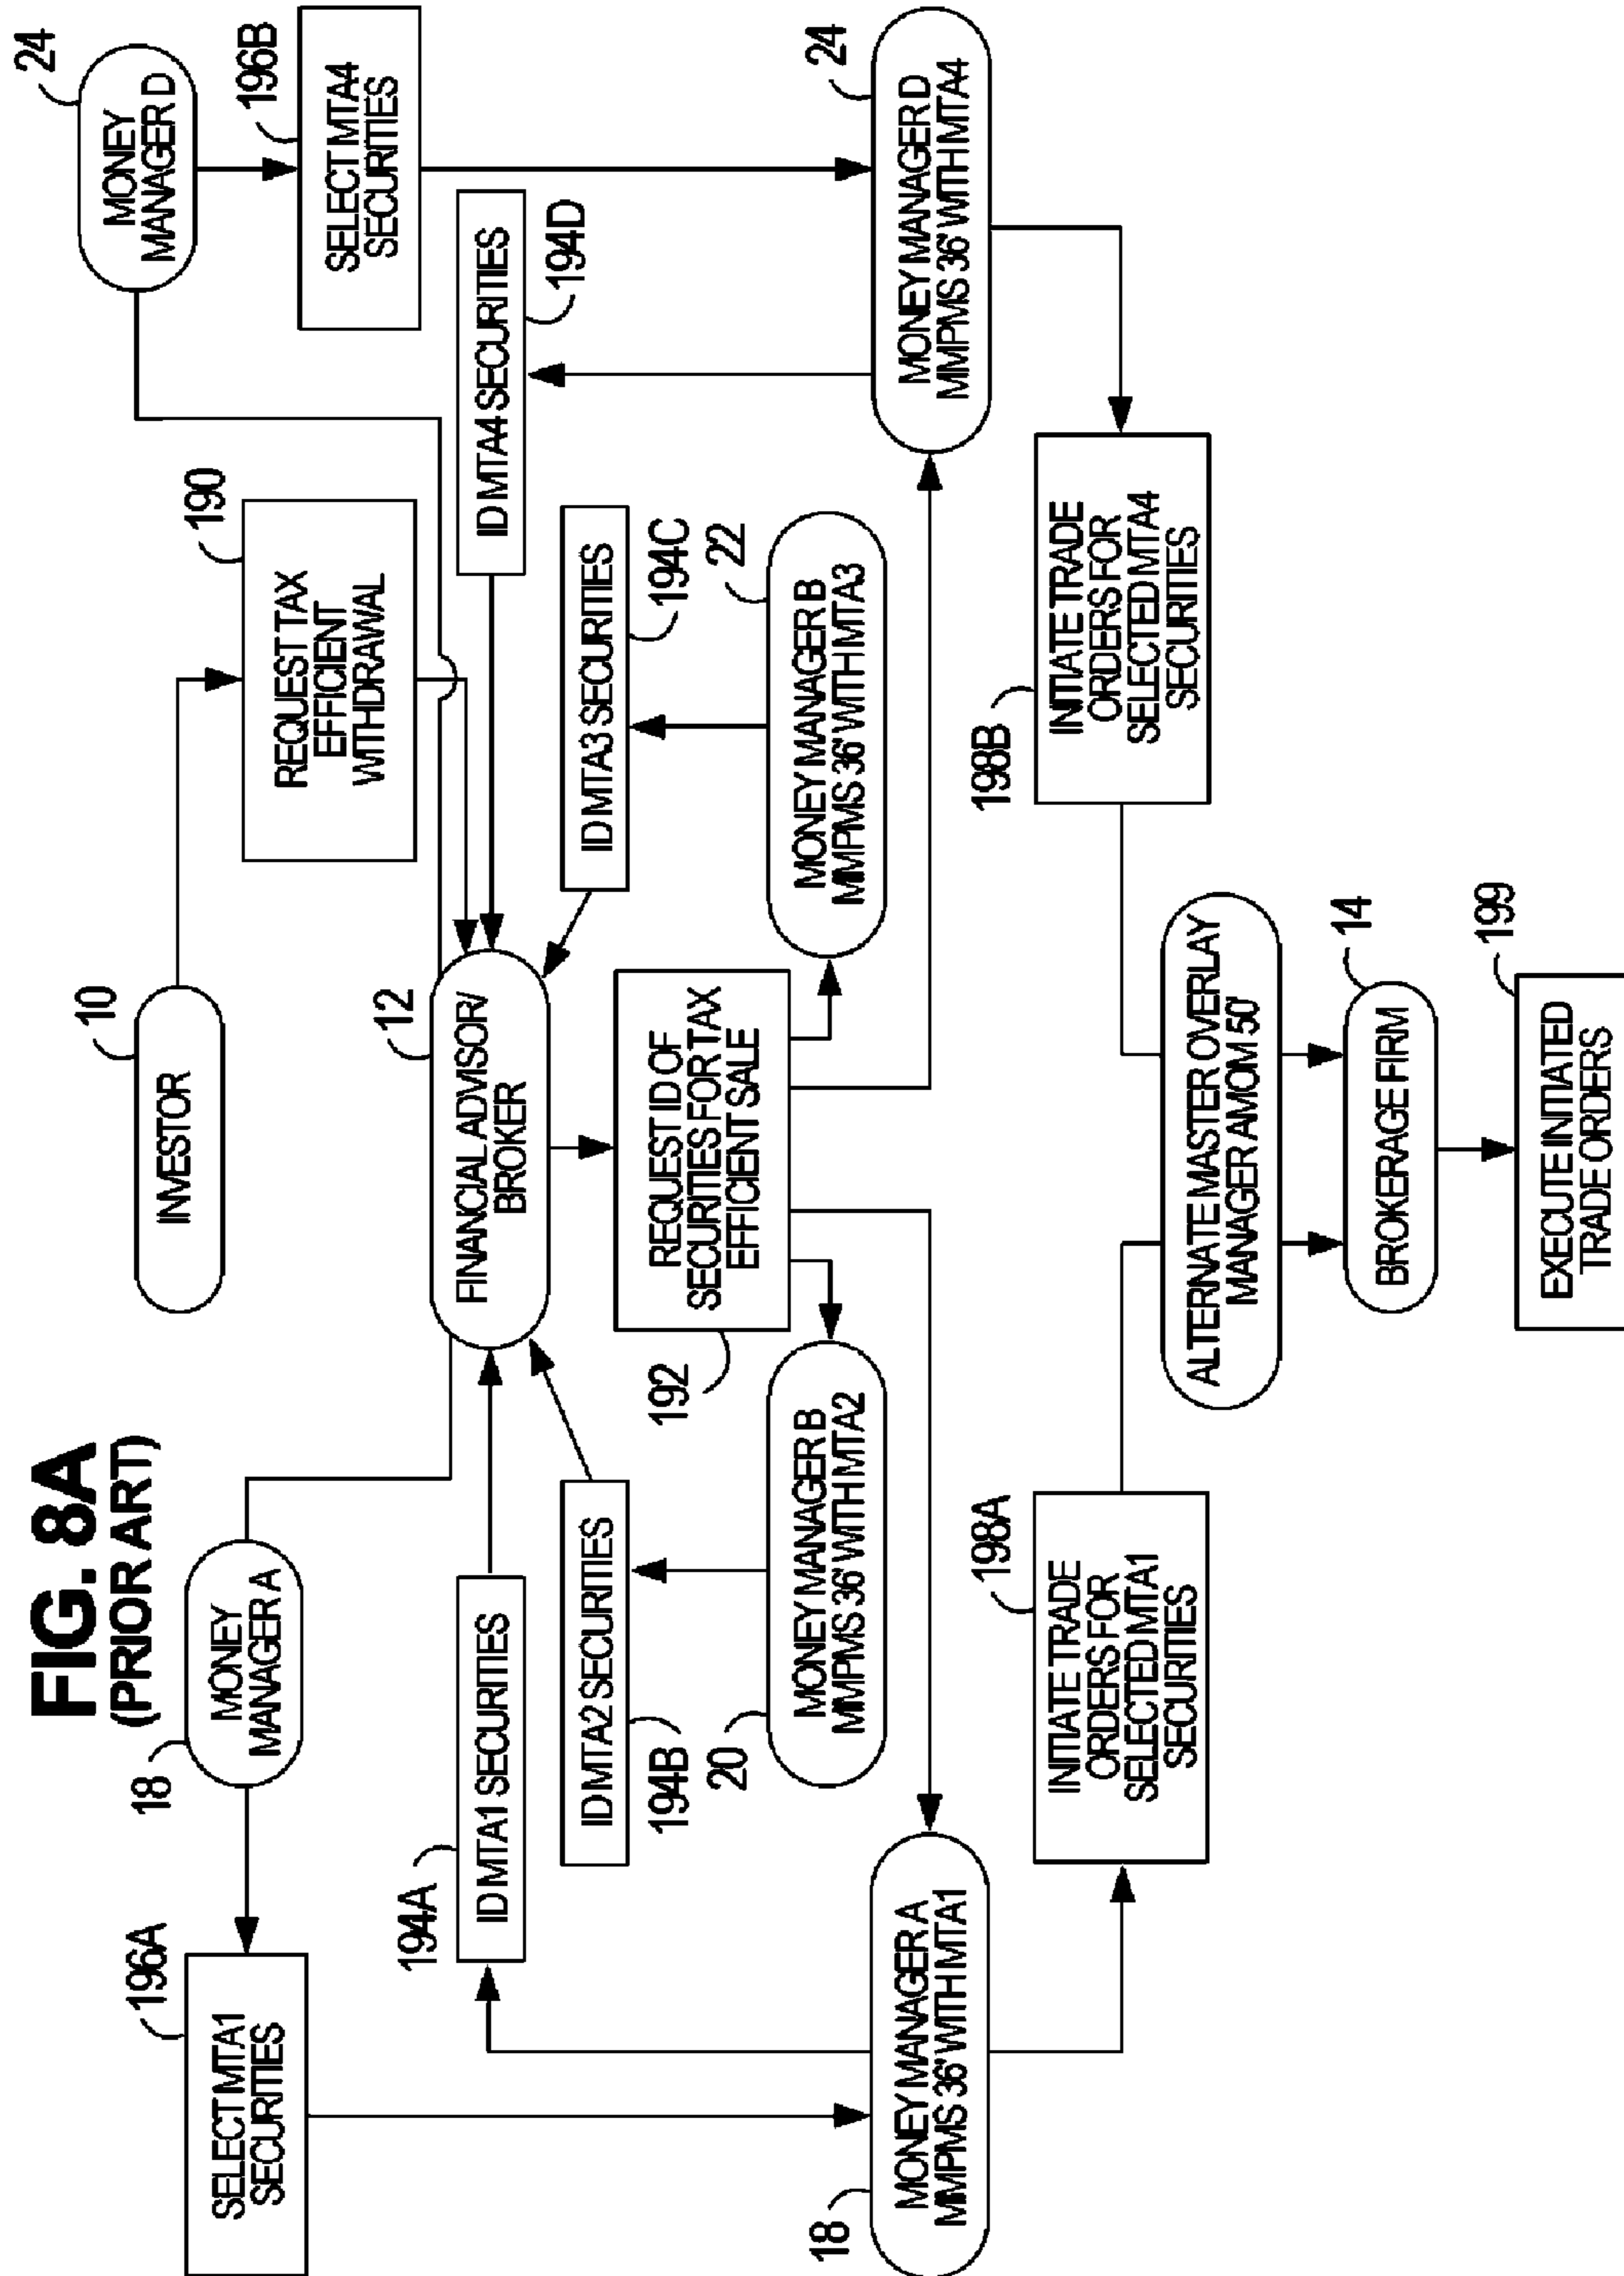 FIG. 8A
(PRIOR ART)
10
INVESTOR
18
MONEY
MANAGER A
24
MONEY
MANAGER D
196A
SELECT MTA1
SECURITIES
190
REQUEST TAX
EFFICIENT
WITHDRAWAL
196B
SELECT MTA4
SECURITIES
12
FINANCIAL ADVISOR/
BROKER
194A
ID MTA1 SECURITIES
ID MTA4 SECURITIES
194D
ID MTA2 SECURITIES
194B
ID MTA3 SECURITIES
194C
192
REQUEST ID OF
SECURITIES FOR TAX
EFFICIENT SALE
20
MONEY MANAGER B
MMPMS 36' WITH MTA2
22
MONEY MANAGER B
MMPMS 36' WITH MTA3
18
MONEY MANAGER A
MMPMS 36' WITH MTA1
24
MONEY MANAGER D
MMPMS 36' WITH MTA4
198A
INITIATE TRADE
ORDERS FOR
SELECTED MTA1
SECURITIES
198B
INITIATE TRADE
ORDERS FOR
SELECTED MTA4
SECURITIES
ALTERNATE MASTER OVERLAY
MANAGER AMOM 50'
14
BROKERAGE FIRM
199
EXECUTE INITIATED
TRADE ORDERS